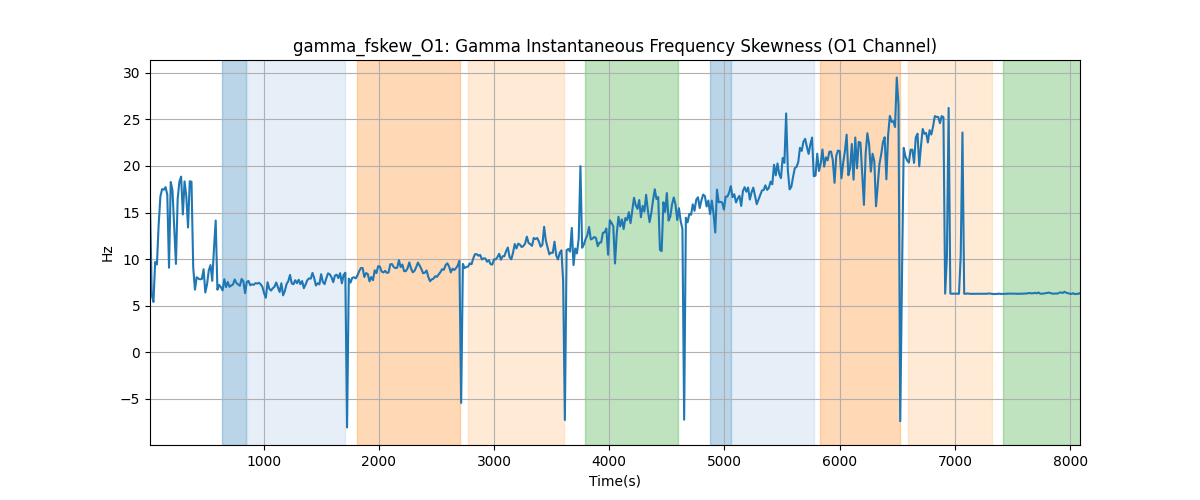 gamma_fskew_O1: Gamma Instantaneous Frequency Skewness (O1 Channel)
30
25
20
15
10
5
0
−5
Hz
1000 2000 3000 4000 5000 6000 7000 8000
Time(s)